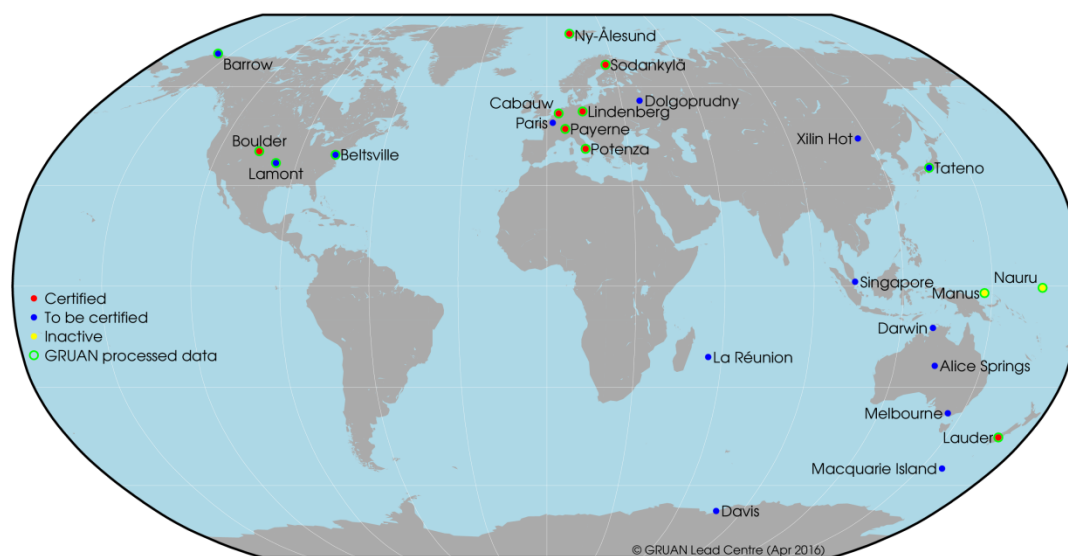 Ny-Ålesund
Barrow
Sodankylä
Cabauw
Lindenberg
Dolgoprudny
Paris
Payerne
Boulder
Beltsville
Xilin Hot
Potenza
Lamont
Tateno
Nauru
Singapore
Manus
Certified
To be certified
Inactive
GRUAN processed data
Darwin
La Réunion
Alice Springs
Melbourne
Lauder
Macquarie Island
Davis
© GRUAN Lead Centre (Apr 2016)